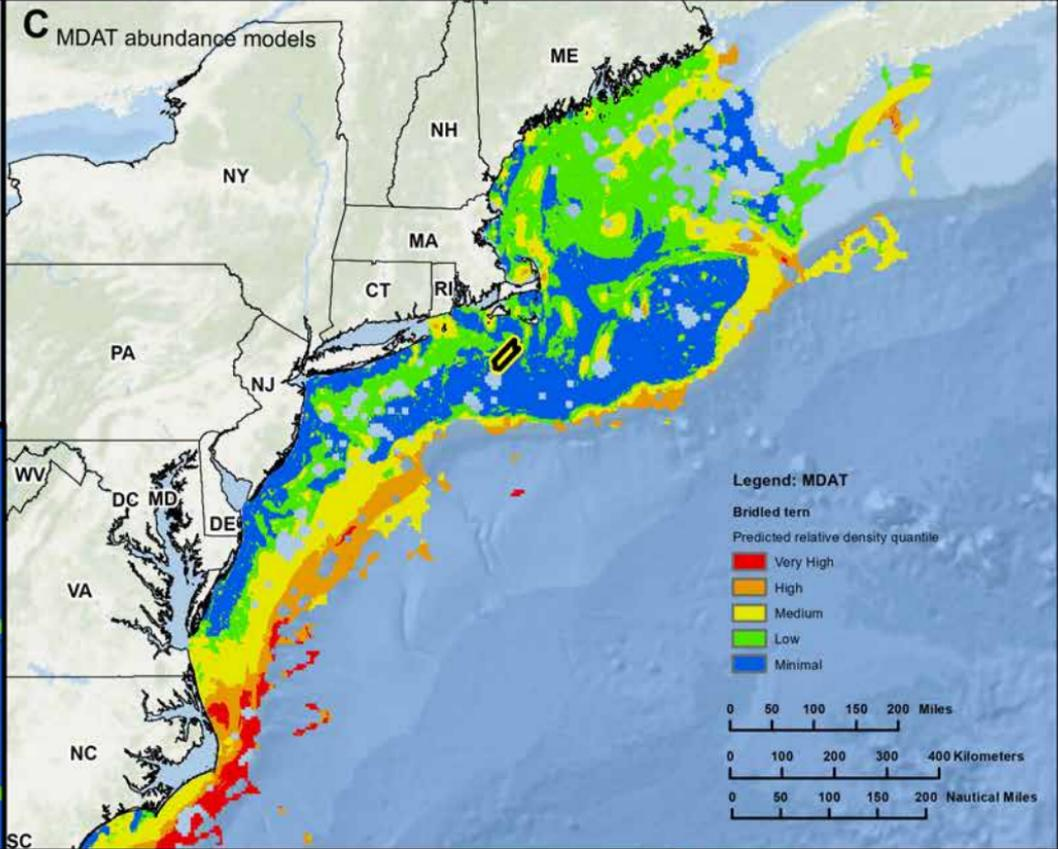 C MDAT abundance models
ME
NH
NY
MA
CT
RI
PA
NJ
WV
DC MD
DE
VA
NC
SC
Legend: MDAT
Bridled tern
Predicted relative density quantile
Very High
High
Medium
Low
Minimal
0 50 100 150 200 Miles
0 100 200 300 400 Kilometers
0 50 100 150 200 Nautical Miles